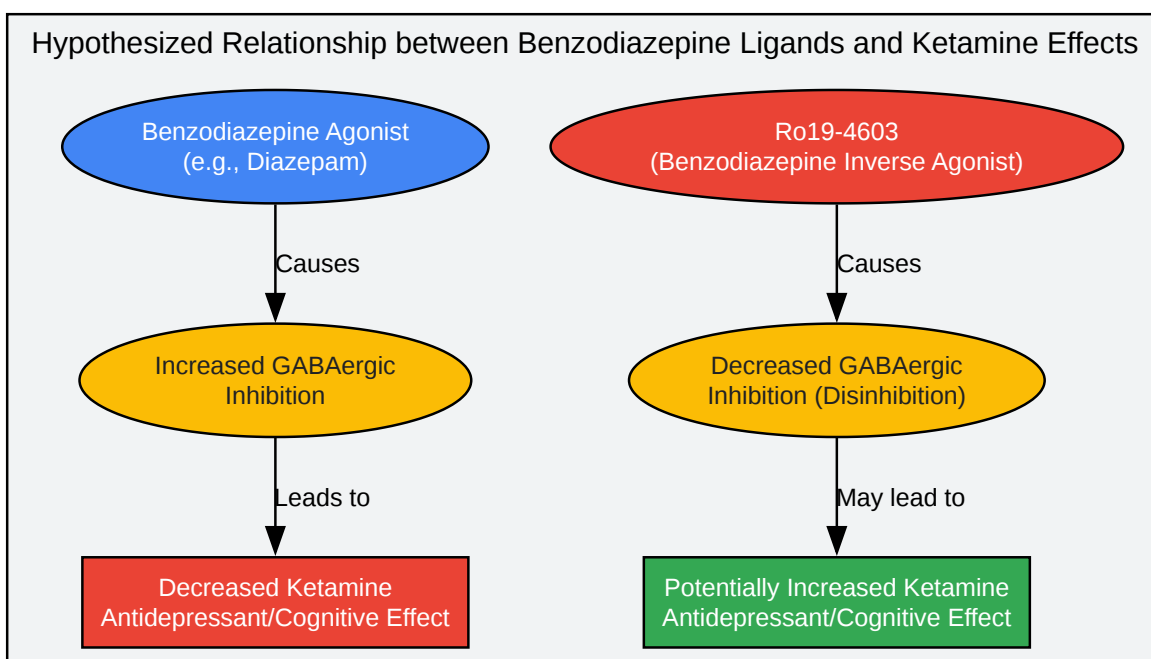 Hypothesized Relationship between Benzodiazepine Ligands and Ketamine Effects
Benzodiazepine Agonist
(e.g., Diazepam)
Ro19-4603
(Benzodiazepine Inverse Agonist)
Causes
Causes
Increased GABAergic
Inhibition
Decreased GABAergic
Inhibition (Disinhibition)
Leads to
May lead to
Decreased Ketamine
Antidepressant/Cognitive Effect
Potentially Increased Ketamine
Antidepressant/Cognitive Effect